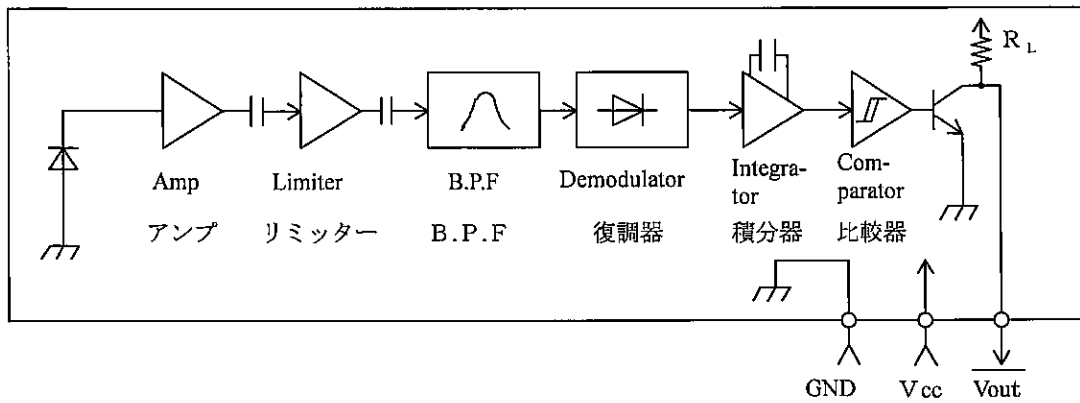 R L
Amp Limiter B.P.F Demodulator Integra-tor Com-parator
アンプ リミッター B.P.F 復調器 積分器 比較器
GND Vcc Vout